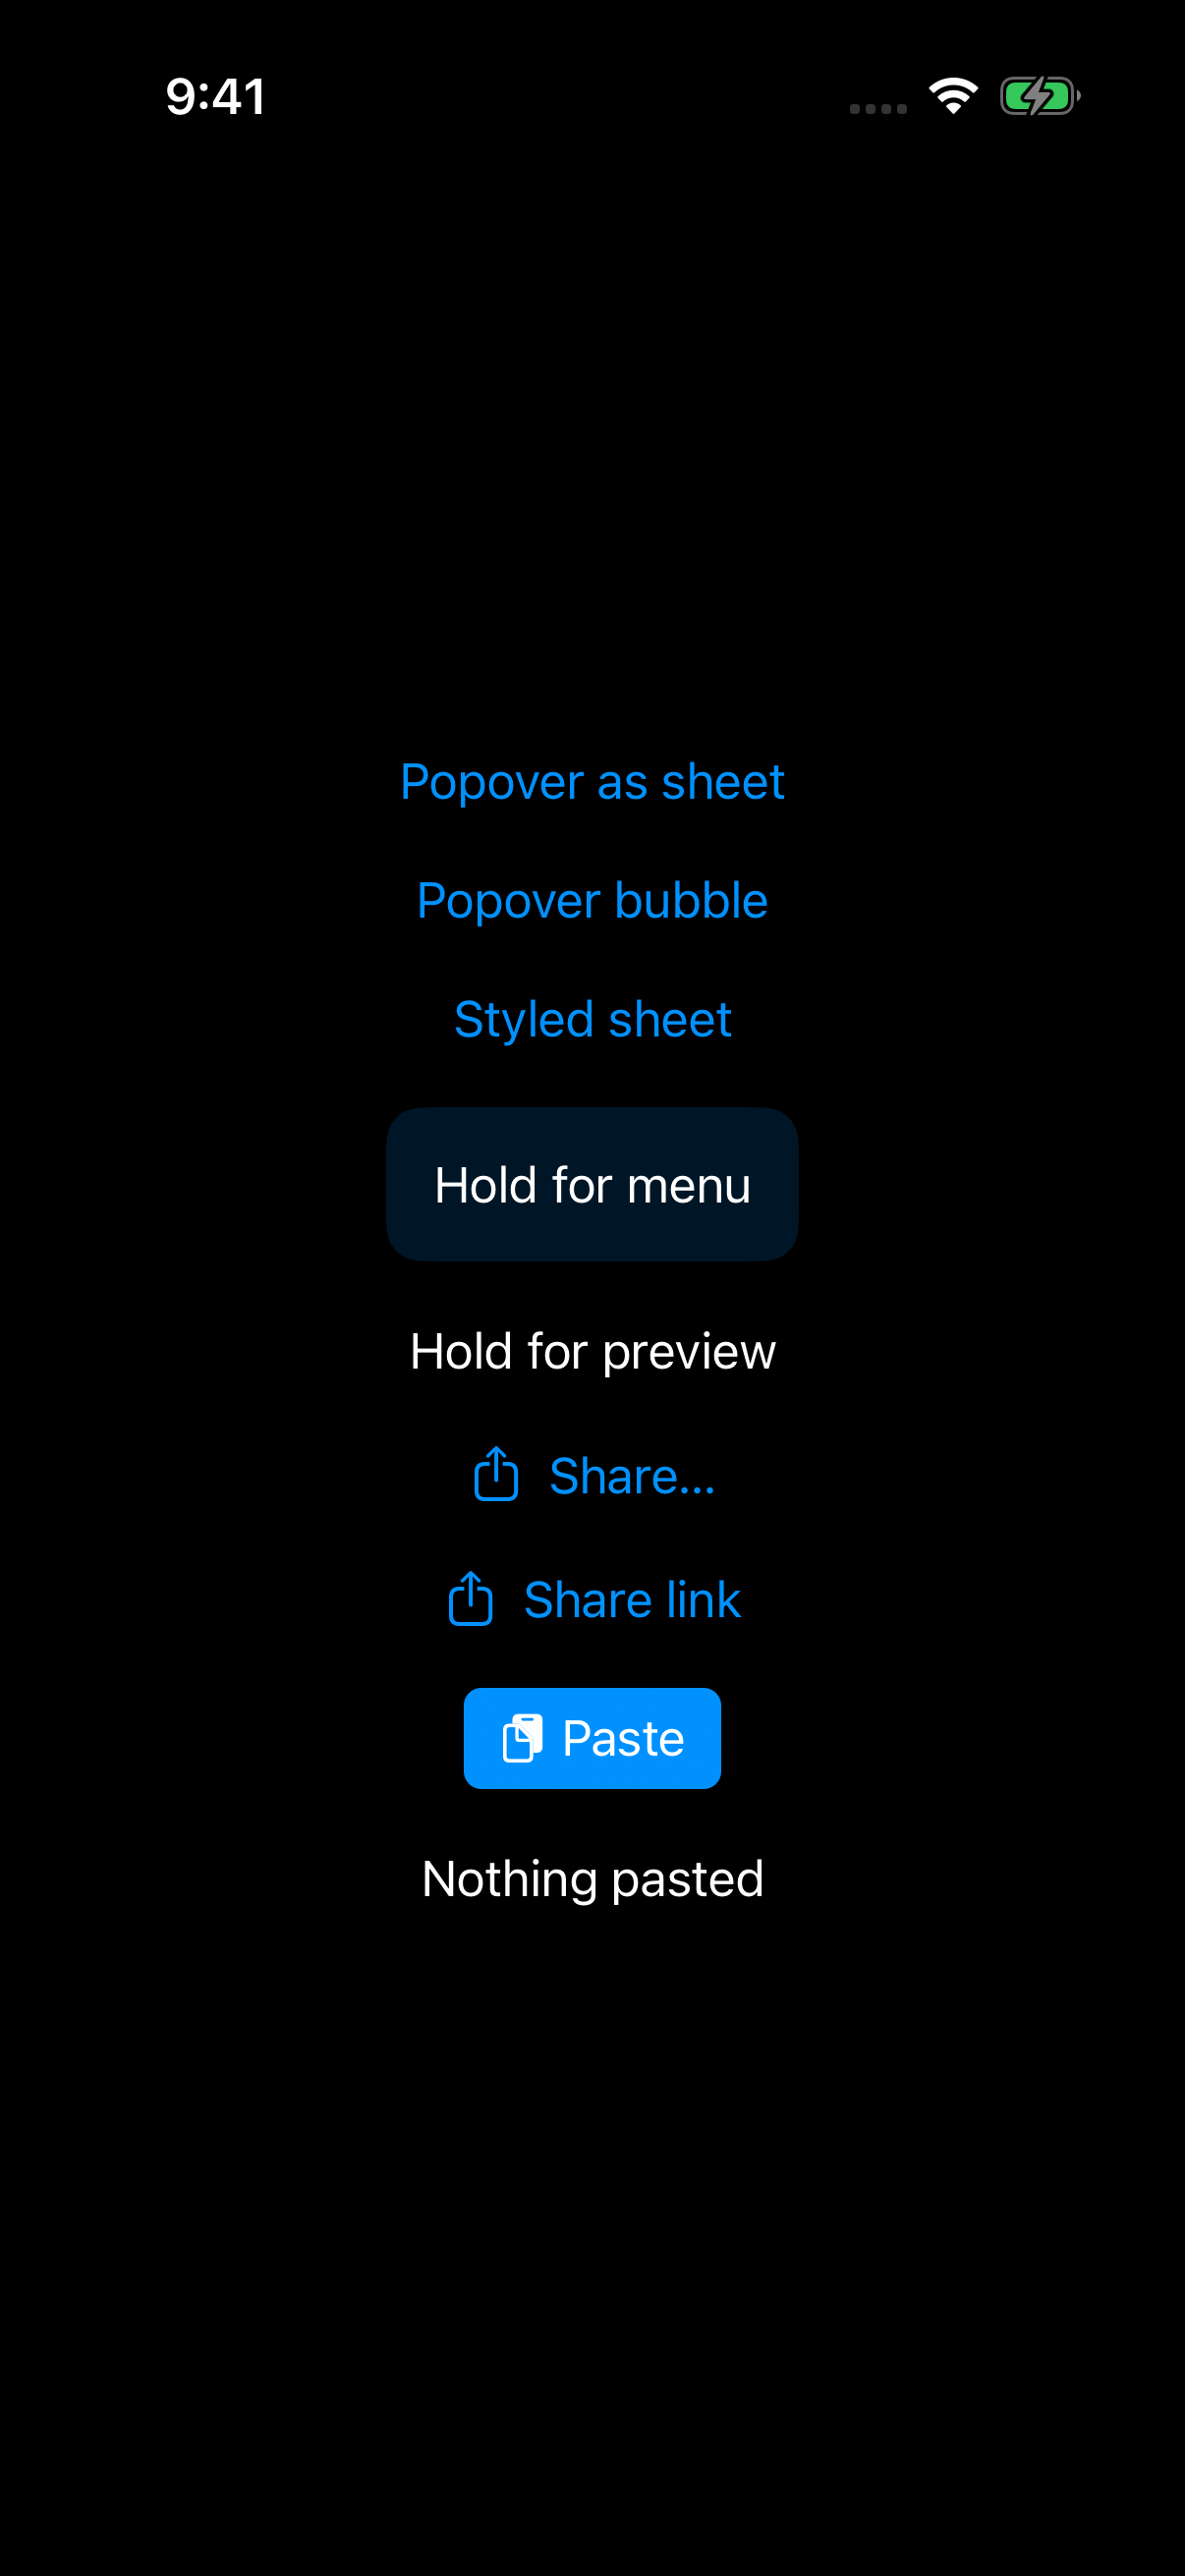 9:41
Popover as sheet
Popover bubble
Styled sheet
Hold for menu
Hold for preview
Share...
Share link
Paste
Nothing pasted